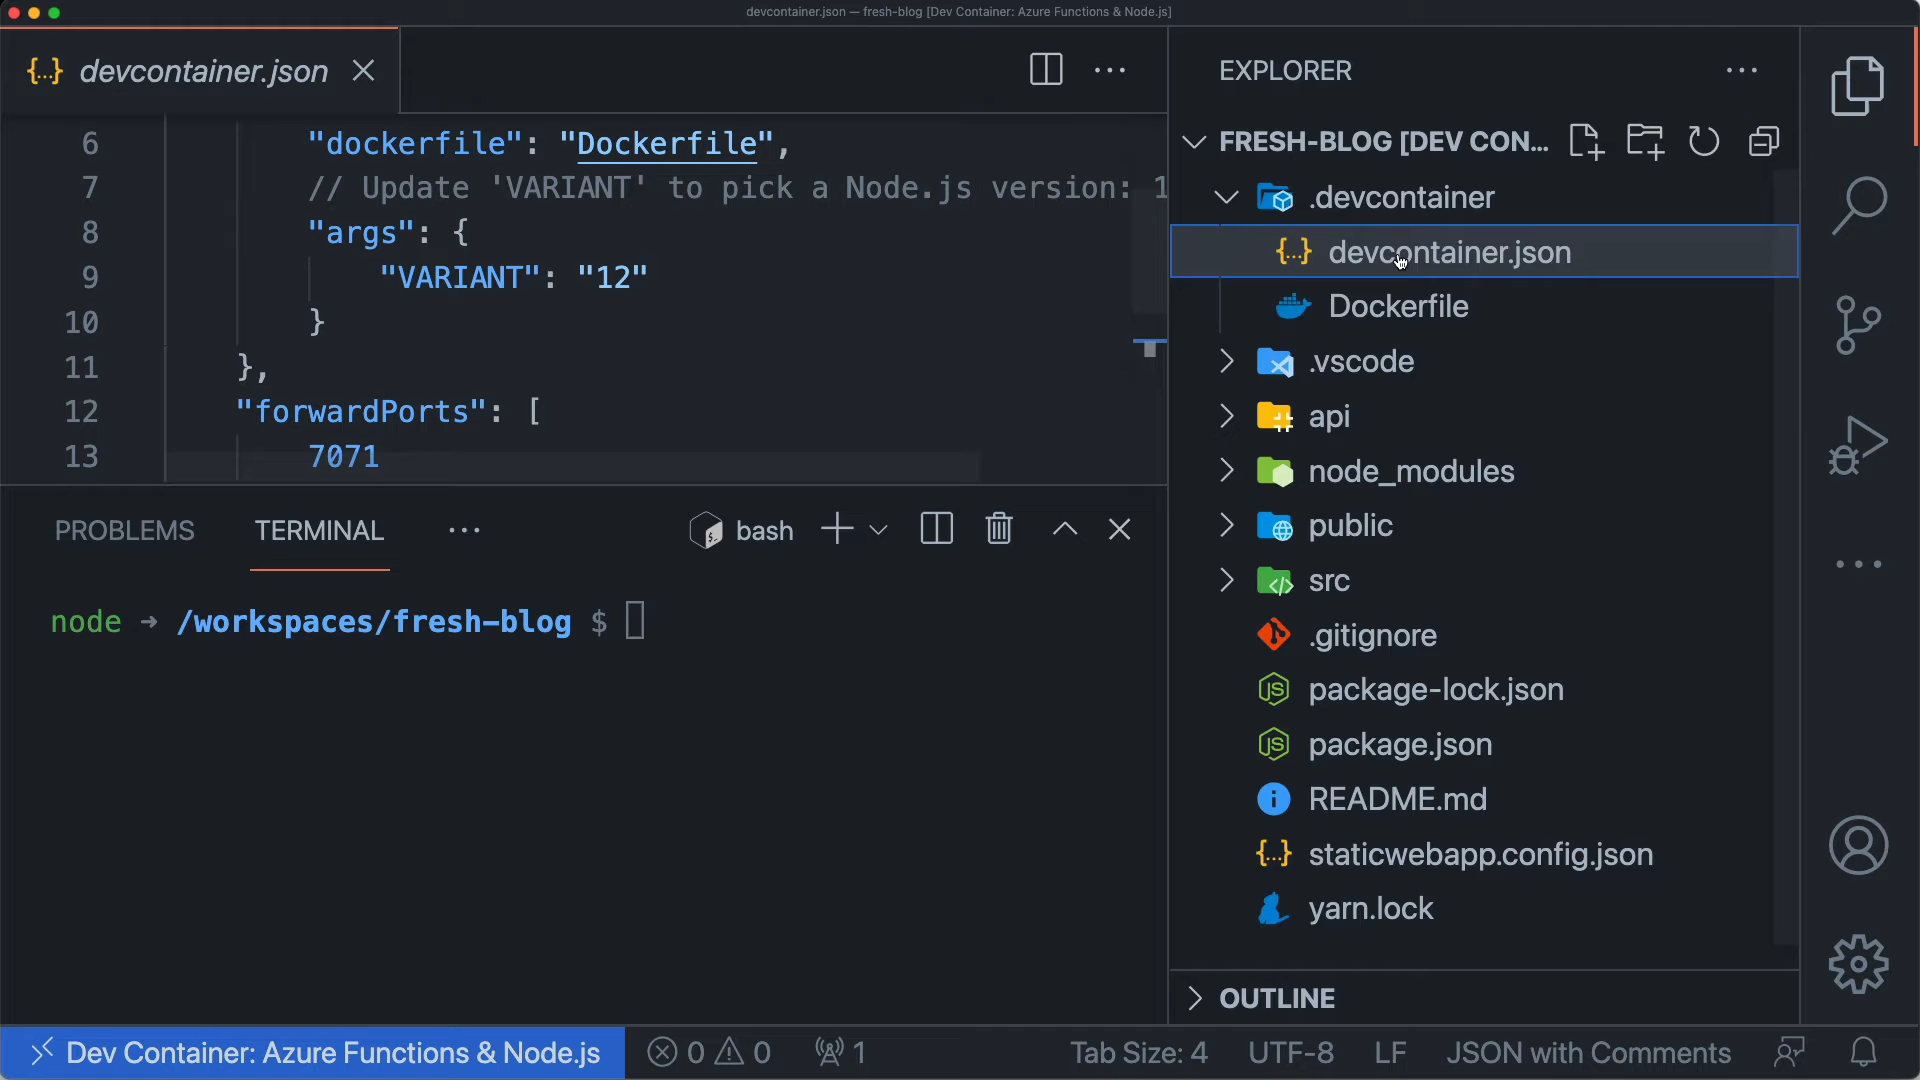 devcontainer.json — fresh-blog [Dev Container: Azure Functions & Node.js]
{..} devcontainer.json
6 "dockerfile": "Dockerfile",
7 // Update 'VARIANT' to pick a Node.js version: 1
8 "args": {
9 "VARIANT": "12"
10 }
11 },
12 "forwardPorts": [
13 7071
PROBLEMS TERMINAL ··· bash
node → /workspaces/fresh-blog $
EXPLORER ···
FRESH-BLOG [DEV CON...
.devcontainer
{..} devcontainer.json
Dockerfile
.vscode
api
node_modules
public
src
.gitignore
JS package-lock.json
JS package.json
README.md
{..} staticwebapp.config.json
yarn.lock
OUTLINE
Dev Container: Azure Functions & Node.js 0 0 1 Tab Size: 4 UTF-8 LF JSON with Comments